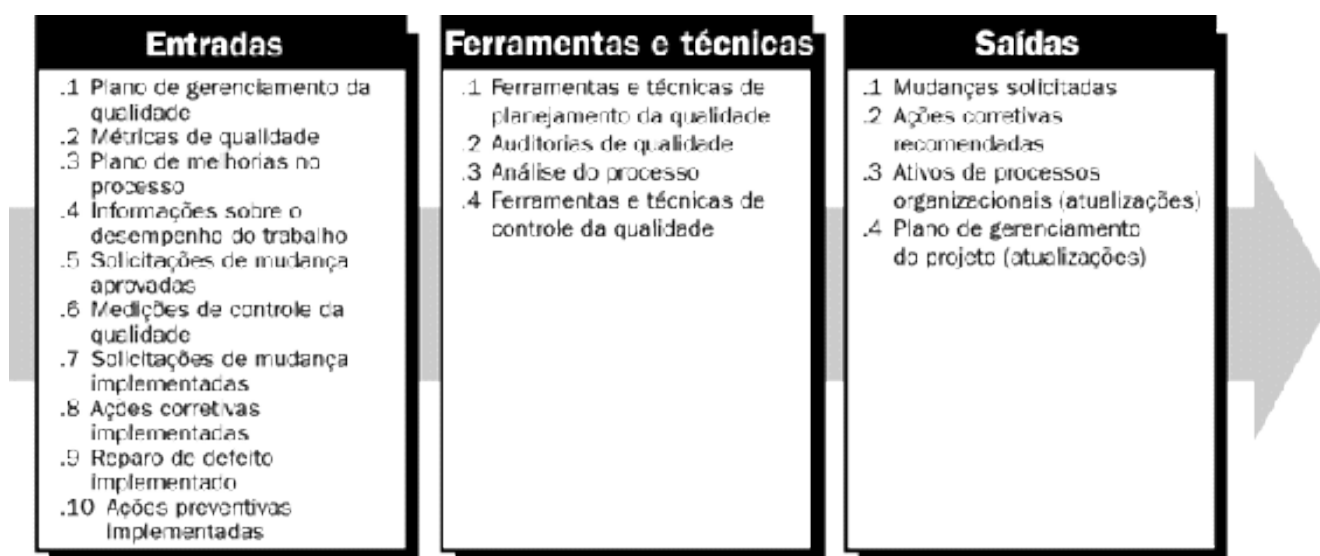 Entradas
.1 Plano de gerenciamento da
qualidade
.2 Métricas de qualidade
.3 Plano de melhorias no
processo
.4 Informações sobre o
desempenho do trabalho
.5 Solicitações de mudança
aprovadas
.6 Medições de controle da
qualidade
.7 Solicitações de mudança
implementadas
.8 Ações corretivas
implementadas
.9 Reparo de defeito
implementado
.10 Ações preventivas
implementadas
Ferramentas e técnicas
.1 Ferramentas e técnicas de
planejamento da qualidade
.2 Auditorias de qualidade
.3 Análise do processo
.4 Ferramentas e técnicas de
controle da qualidade
Saídas
.1 Mudanças solicitadas
.2 Ações corretivas
recomendadas
.3 Ativos de processos
organizacionais (atualizações)
.4 Plano de gerenciamento
do projeto (atualizações)